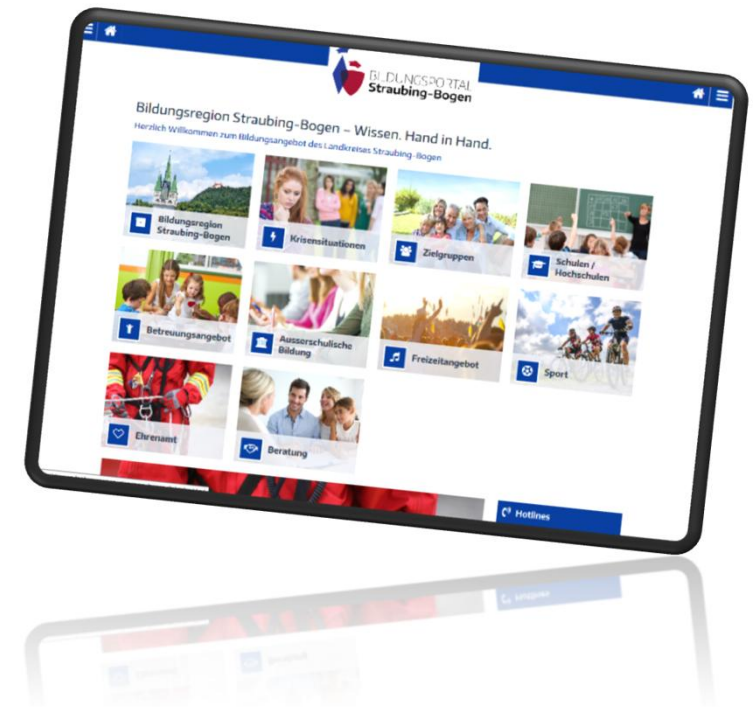 BILDUNGSPORTAL
Straubing-Bogen
Bildungsregion Straubing-Bogen – Wissen. Hand in Hand.
Herzlich Willkommen zum Bildungsangebot des Landkreises Straubing-Bogen
Bildungsregion
Straubing-Bogen
Krisensituationen
Zielgruppen
Schulen /
Hochschulen
Betreuungsangebot
Ausserschulische
Bildung
Freizeitangebot
Sport
Ehrenamt
Beratung
Hotlines